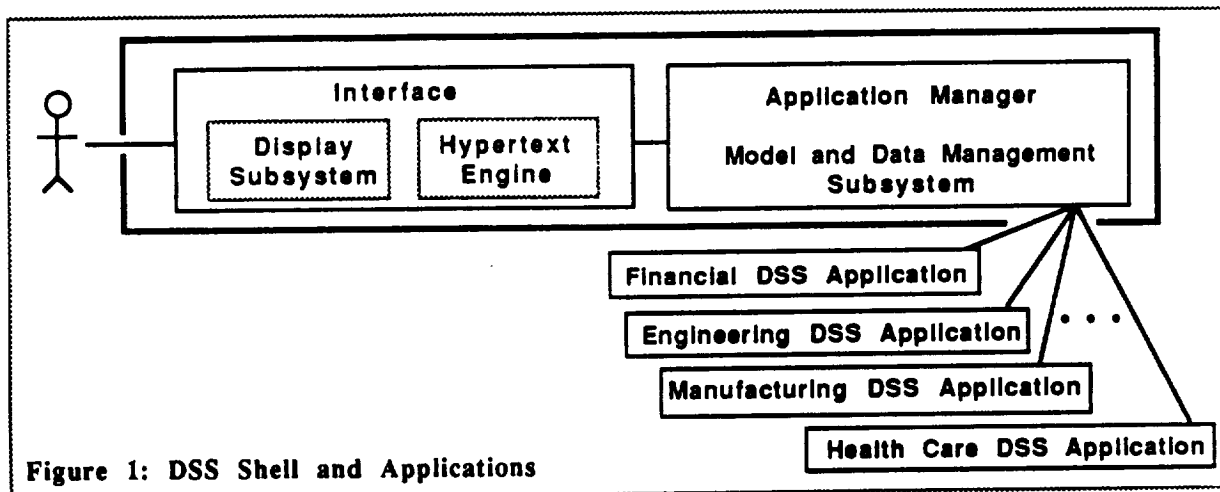 Interface
Display
Subsystem
Hypertext
Engine
Application Manager
Model and Data Management
Subsystem
Financial DSS Application
Engineering DSS Application
• • •
Manufacturing DSS Application
Health Care DSS Application
Figure 1: DSS Shell and Applications